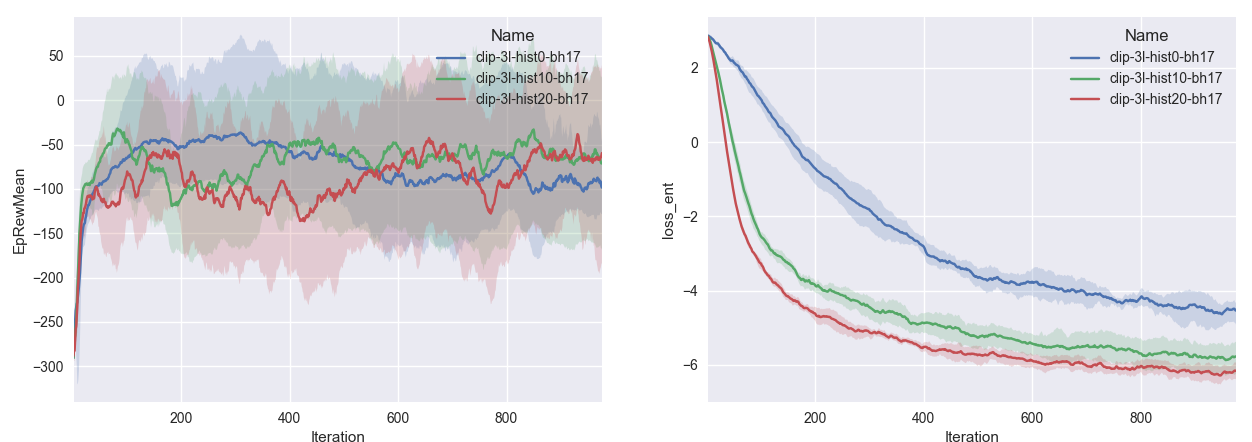 Name
clip-3l-hist0-bh17
clip-3l-hist10-bh17
clip-3l-hist20-bh17
50
0
−50
−100
−150
−200
−250
−300
EpRewMean
200
400
600
800
Iteration
Name
clip-3l-hist0-bh17
clip-3l-hist10-bh17
clip-3l-hist20-bh17
2
0
−2
−4
−6
loss_ent
200
400
600
800
Iteration